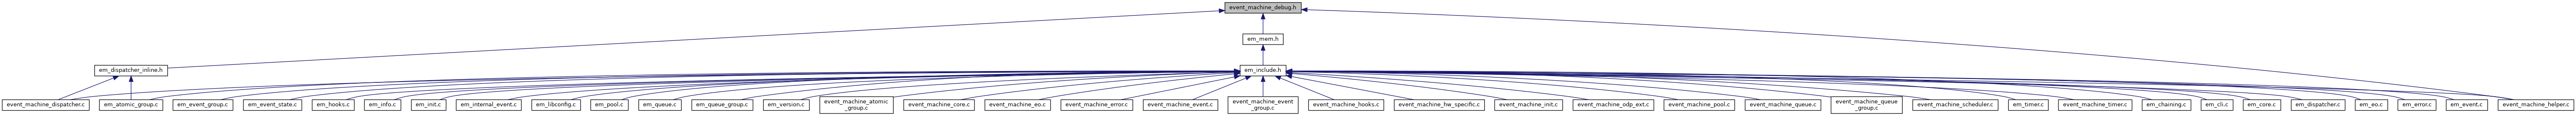 event_machine_debug.h
em_mem.h
em_dispatcher_inline.h
em_include.h
event_machine_dispatcher.c
em_atomic_group.c
em_event_group.c
em_event_state.c
em_hooks.c
em_info.c
em_init.c
em_internal_event.c
em_libconfig.c
em_pool.c
em_queue.c
em_queue_group.c
em_version.c
event_machine_atomic
_group.c
event_machine_core.c
event_machine_eo.c
event_machine_error.c
event_machine_event.c
event_machine_event
_group.c
event_machine_hooks.c
event_machine_hw_specific.c
event_machine_init.c
event_machine_odp_ext.c
event_machine_pool.c
event_machine_queue.c
event_machine_queue
_group.c
event_machine_scheduler.c
em_timer.c
event_machine_timer.c
em_chaining.c
em_cli.c
em_core.c
em_dispatcher.c
em_eo.c
em_error.c
em_event.c
event_machine_helper.c